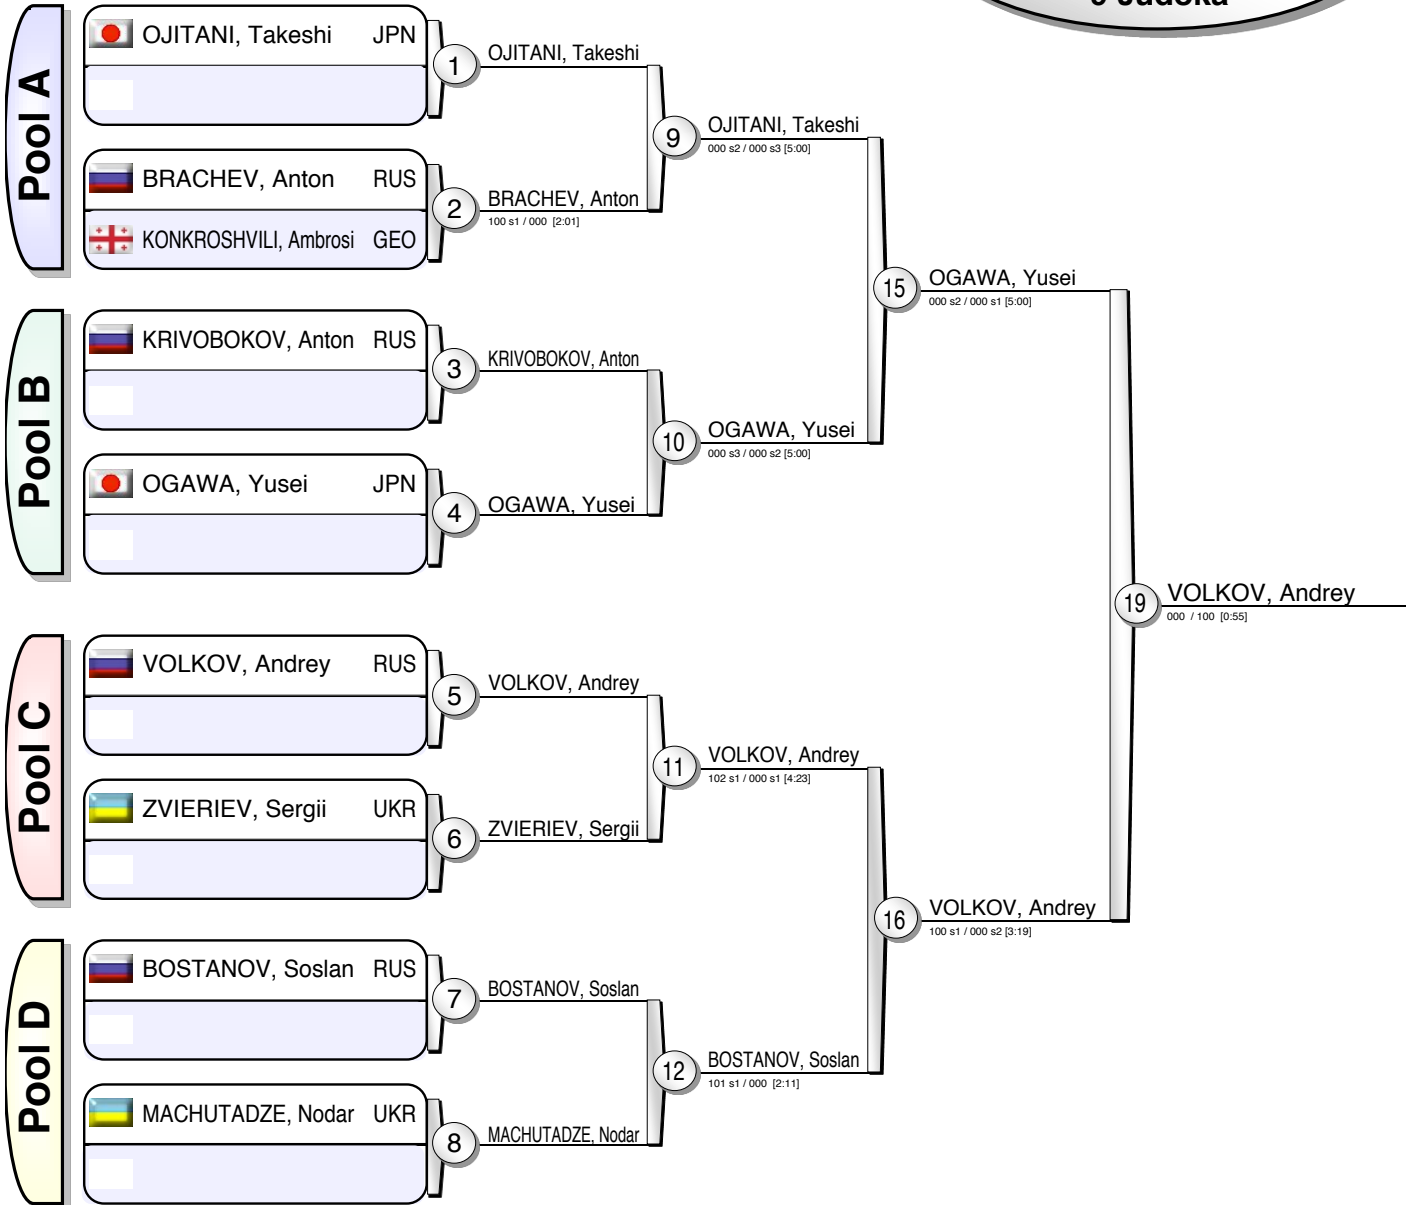 9 Judoka
Pool A
OJITANI, Takeshi JPN
BRACHEV, Anton RUS
KONKROSHVILI, Ambrosi GEO
Pool B
KRIVOBOKOV, Anton RUS
OGAWA, Yusei JPN
Pool C
VOLKOV, Andrey RUS
ZVIERIEV, Sergii UKR
Pool D
BOSTANOV, Soslan RUS
MACHUTADZE, Nodar UKR
1
OJITANI, Takeshi
2
BRACHEV, Anton
100 s1 / 000 [2:01]
3
KRIVOBOKOV, Anton
4
OGAWA, Yusei
5
VOLKOV, Andrey
6
ZVIERIEV, Sergii
7
BOSTANOV, Soslan
8
MACHUTADZE, Nodar
9
OJITANI, Takeshi
000 s2 / 000 s3 [5:00]
10
OGAWA, Yusei
000 s3 / 000 s2 [5:00]
11
VOLKOV, Andrey
102 s1 / 000 s1 [4:23]
12
BOSTANOV, Soslan
101 s1 / 000 [2:11]
15
OGAWA, Yusei
000 s2 / 000 s1 [5:00]
16
VOLKOV, Andrey
100 s1 / 000 s2 [3:19]
19
VOLKOV, Andrey
000 / 100 [0:55]